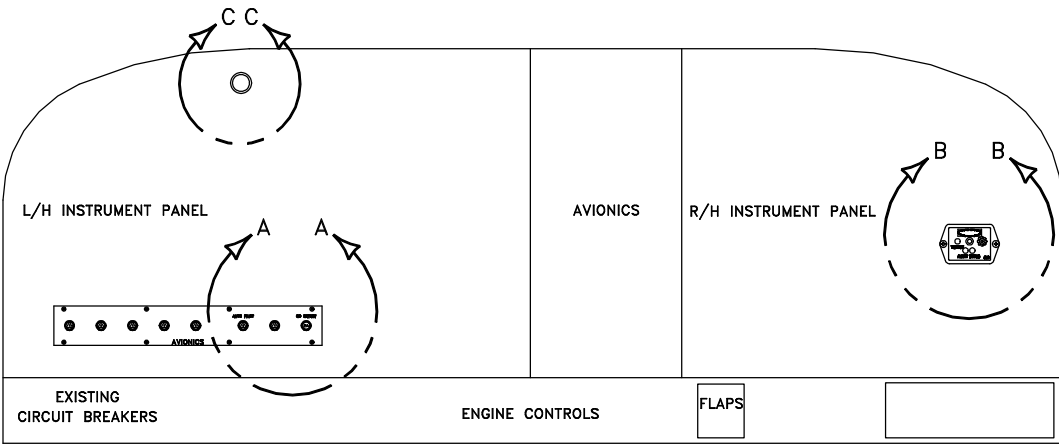 C C
B B
L/H INSTRUMENT PANEL
AVIONICS
R/H INSTRUMENT PANEL
A A
AVIONICS
EXISTING
CIRCUIT BREAKERS
ENGINE CONTROLS
FLAPS